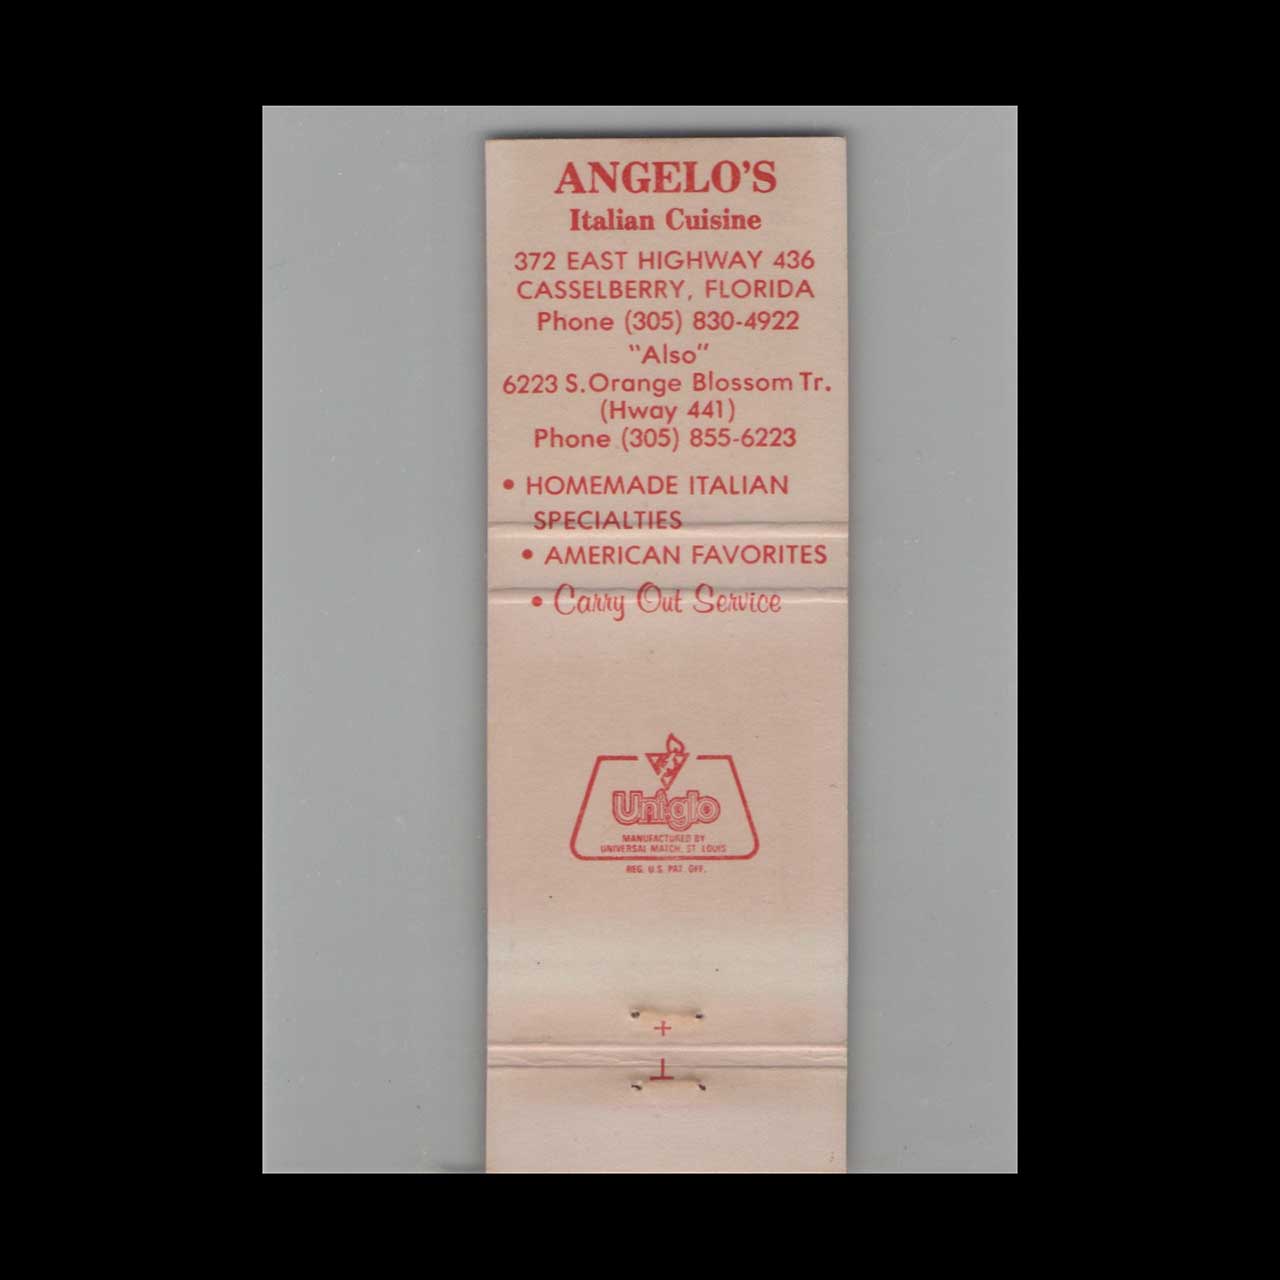 ANGELO'S
Italian Cuisine
372 EAST HIGHWAY 436
CASSELBERRY, FLORIDA
Phone (305) 830-4922
"Also"
6223 S. Orange Blossom Tr.
(Hway 441)
Phone (305) 855-6223
• HOMEMADE ITALIAN
SPECIALTIES
• AMERICAN FAVORITES
• Carry Out Service
Uni-glo
MANUFACTURED BY
UNIVERSAL MATCH, ST. LOUIS
REG. U.S. PAT. OFF.